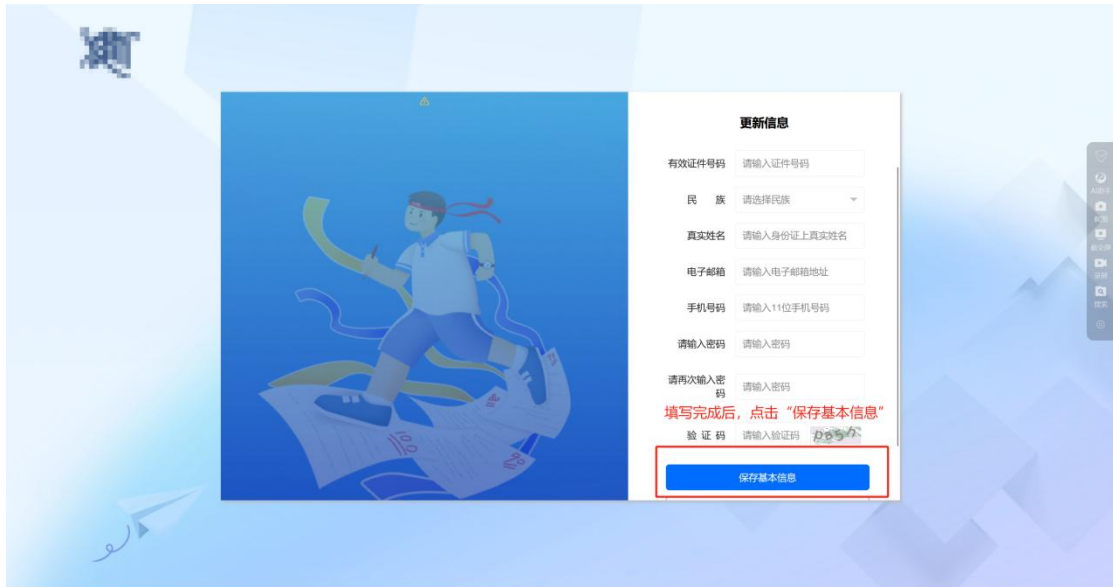 更新信息
有效证件号码 请输入证件号码
民 族 请选择民族
真实姓名 请输入身份证上真实姓名
电子邮箱 请输入电子邮箱地址
手机号码 请输入11位手机号码
请输入密码 请输入密码
请再次输入密
码 请输入密码
填写完成后，点击“保存基本信息”
验 证 码 请输入验证码
保存基本信息
100